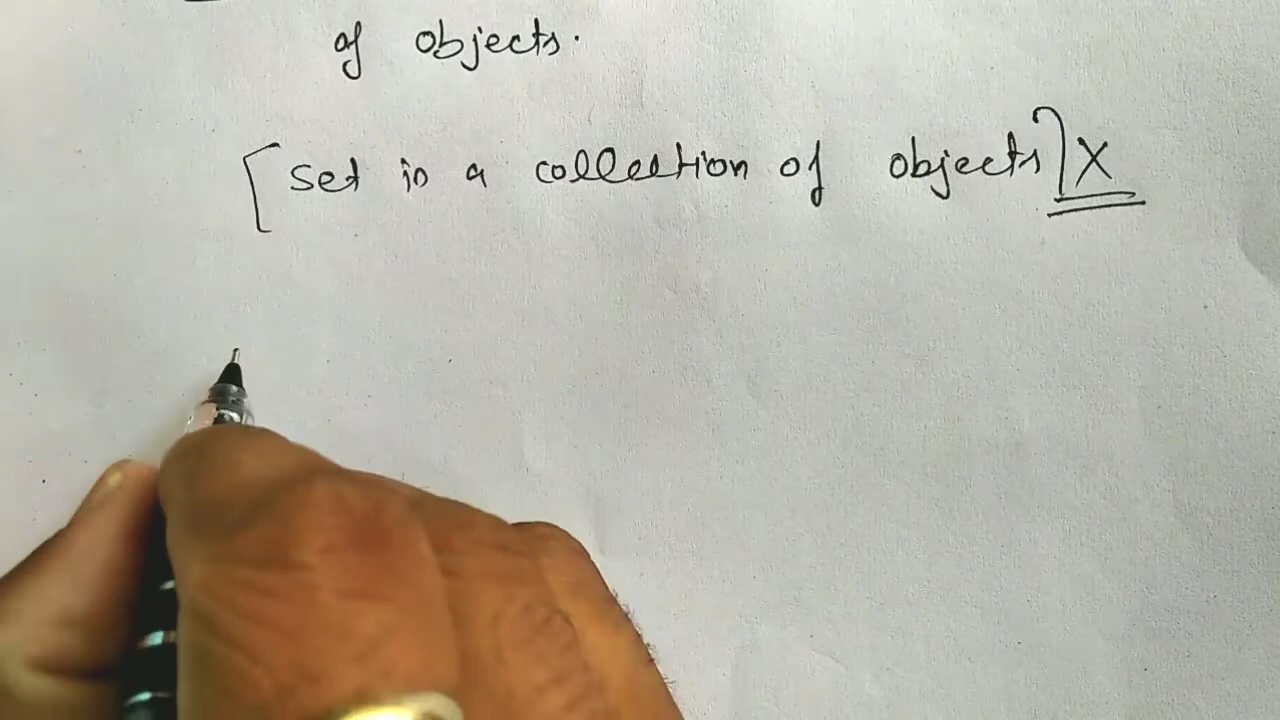 of objects.
[set is a collection of objects] X